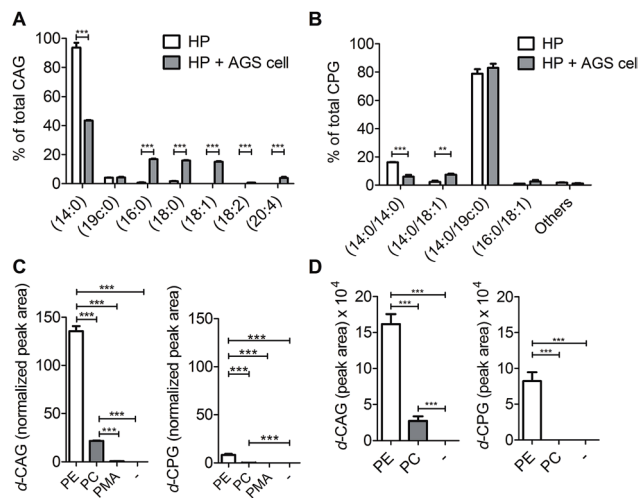 A
% of total CAG
100
80
60
40
20
0
HP
HP + AGS cell
***
***
***
***
***
***
(14:0)
(19c:0)
(16:0)
(18:0)
(18:1)
(18:2)
(20:4)
B
% of total CPG
100
80
60
40
20
0
HP
HP + AGS cell
***
**
(14:0/14:0)
(14:0/18:1)
(14:0/19c:0)
(16:0/18:1)
Others
C
d-CAG (normalized peak area)
150
100
50
0
***
***
***
***
***
PE
PC
PMA
-
d-CPG (normalized peak area)
150
100
50
0
***
***
***
***
PE
PC
PMA
-
D
d-CAG (peak area) x 10⁴
20
15
10
5
0
***
***
***
PE
PC
-
d-CPG (peak area) x 10⁴
20
15
10
5
0
***
***
PE
PC
-